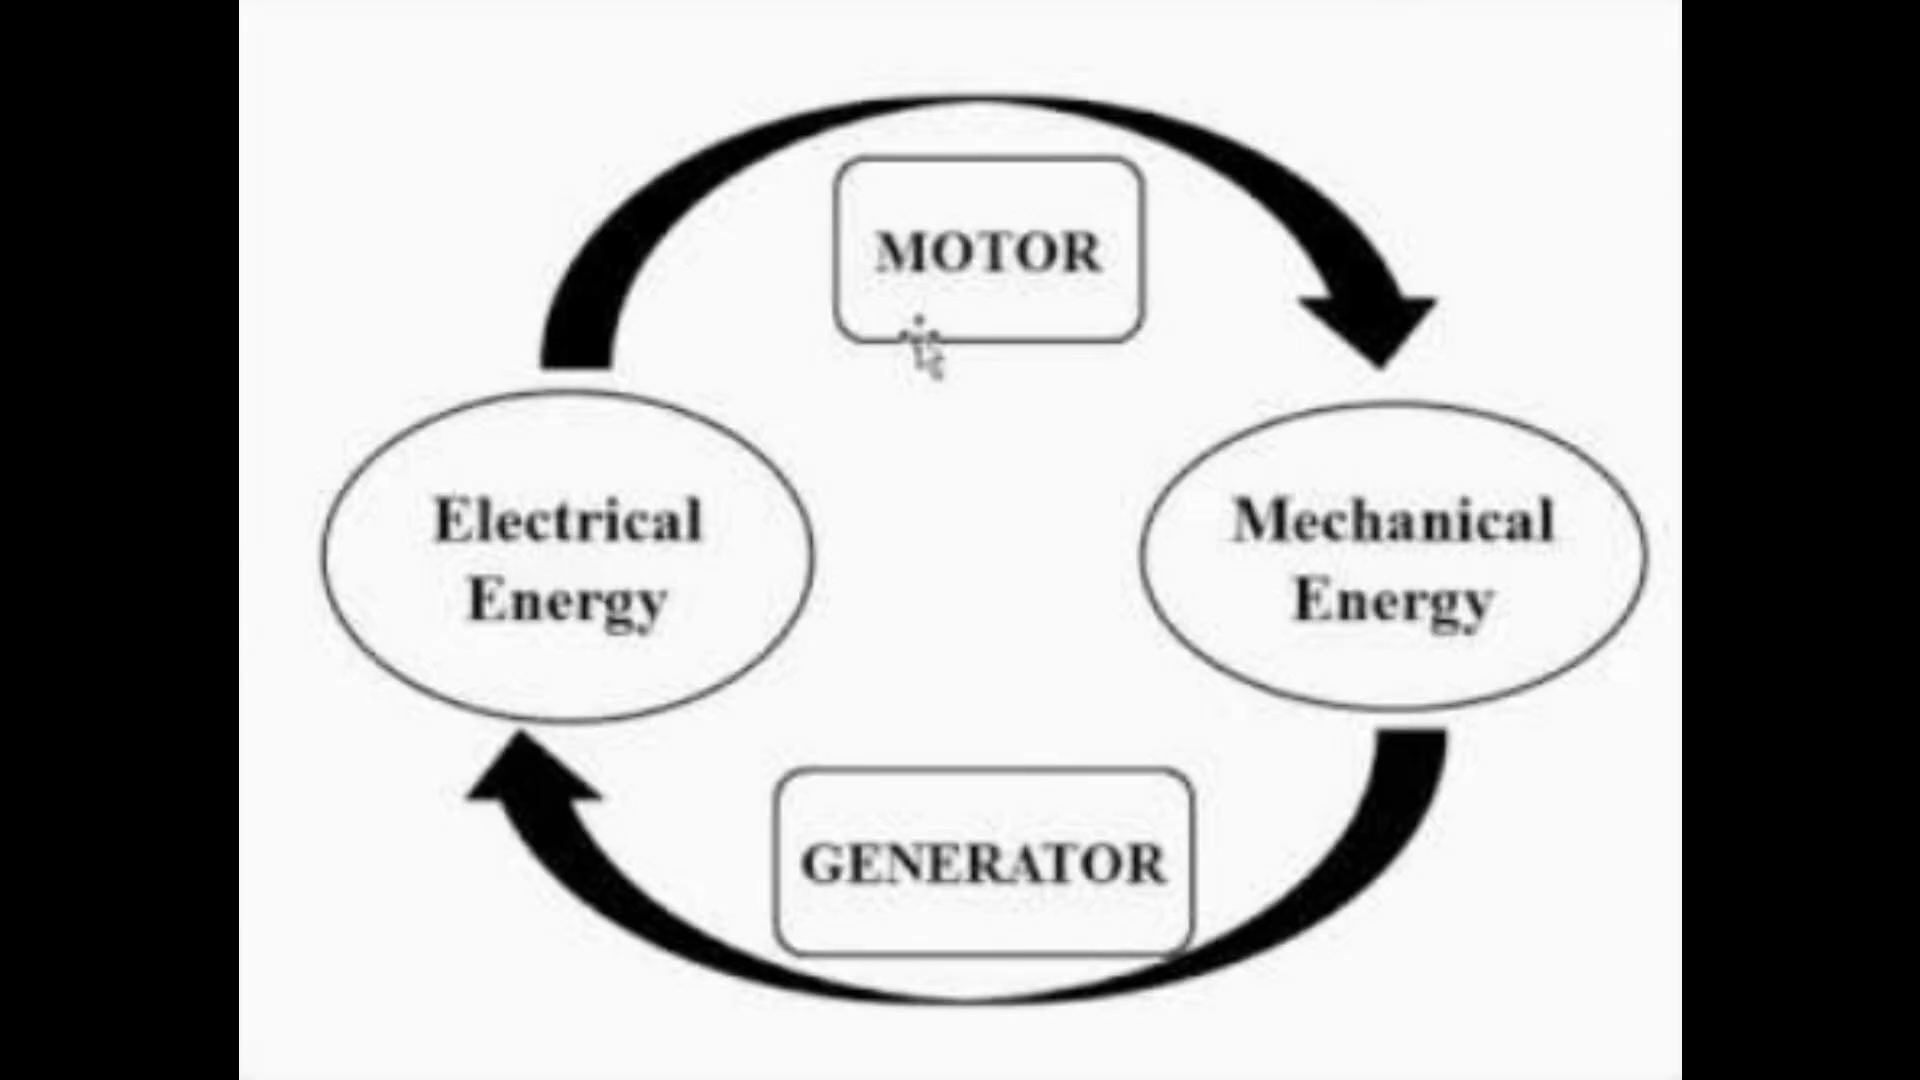 MOTOR
Electrical
Energy
Mechanical
Energy
GENERATOR